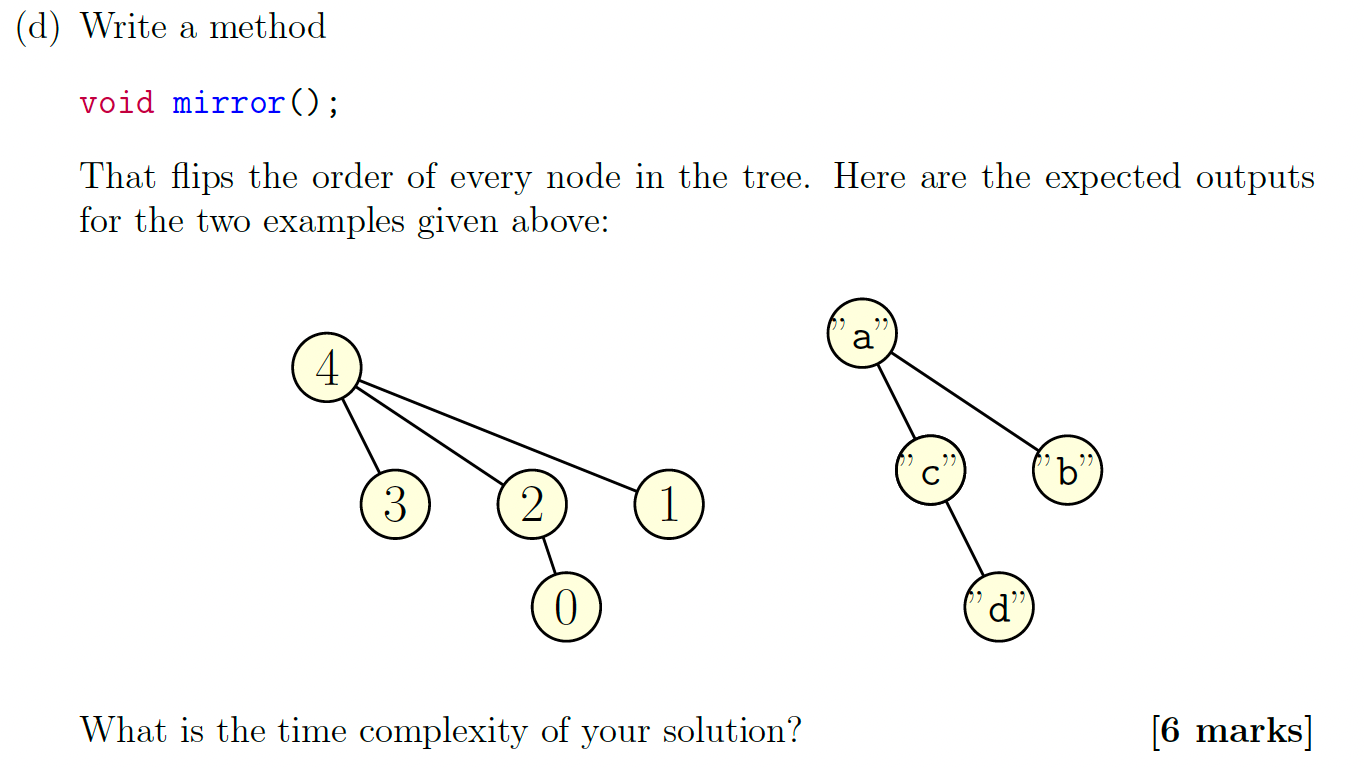 (d) Write a method
void mirror();
That flips the order of every node in the tree. Here are the expected outputs
for the two examples given above:
"a"
4
"c" "b"
3 2 1
0 "d"
What is the time complexity of your solution? [6 marks]